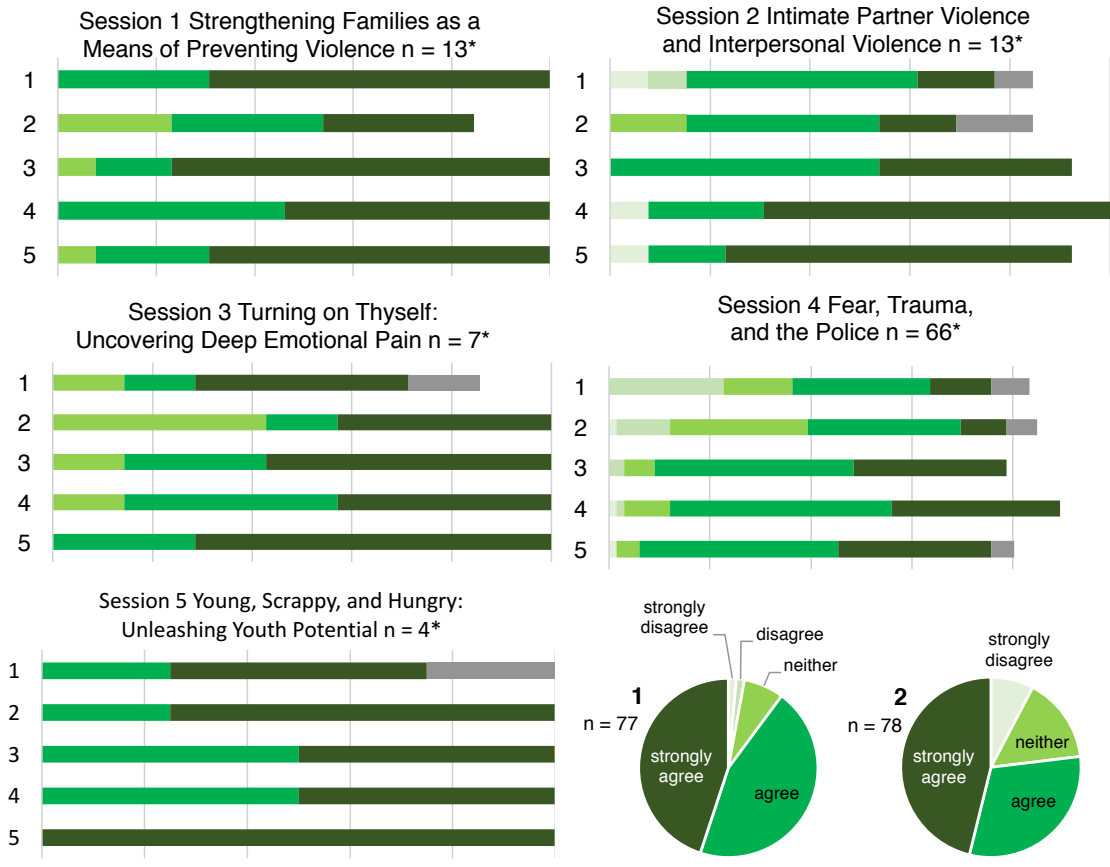 Session 1 Strengthening Families as a
Means of Preventing Violence n = 13*
1
2
3
4
5
Session 2 Intimate Partner Violence
and Interpersonal Violence n = 13*
1
2
3
4
5
Session 3 Turning on Thyself:
Uncovering Deep Emotional Pain n = 7*
1
2
3
4
5
Session 4 Fear, Trauma,
and the Police n = 66*
1
2
3
4
5
Session 5 Young, Scrappy, and Hungry:
Unleashing Youth Potential n = 4*
1
2
3
4
5
strongly
disagree
disagree
neither
1
n = 77
strongly
agree
agree
strongly
disagree
2
n = 78
neither
strongly
agree
agree